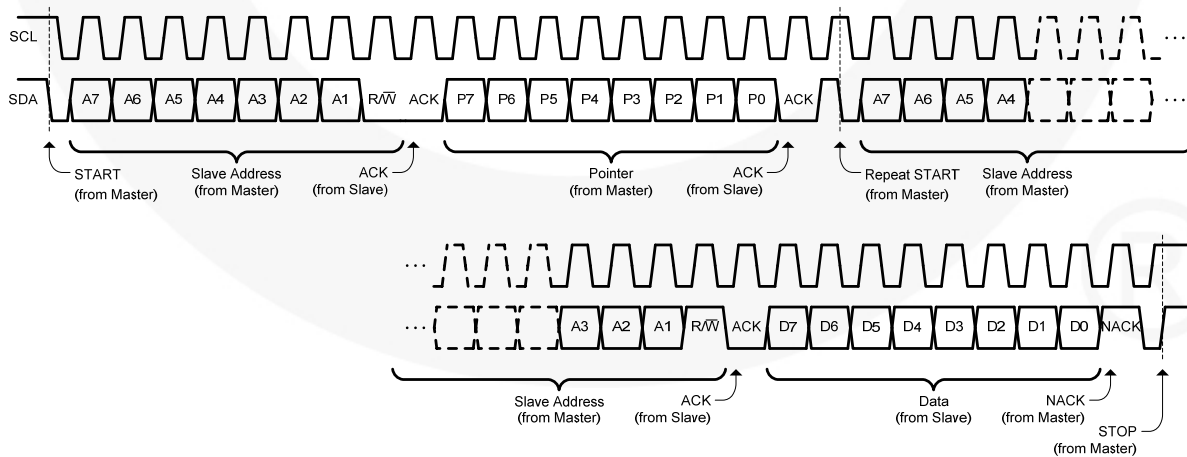 SCL
SDA A7 A6 A5 A4 A3 A2 A1 R/W̅ ACK P7 P6 P5 P4 P3 P2 P1 P0 ACK A7 A6 A5 A4
START
(from Master)
Slave Address
(from Master)
ACK
(from Slave)
Pointer
(from Master)
ACK
(from Slave)
Repeat START
(from Master)
Slave Address
(from Master)
A3 A2 A1 R/W̅ ACK D7 D6 D5 D4 D3 D2 D1 D0 NACK
Slave Address
(from Master)
ACK
(from Slave)
Data
(from Slave)
NACK
(from Master)
STOP
(from Master)
®